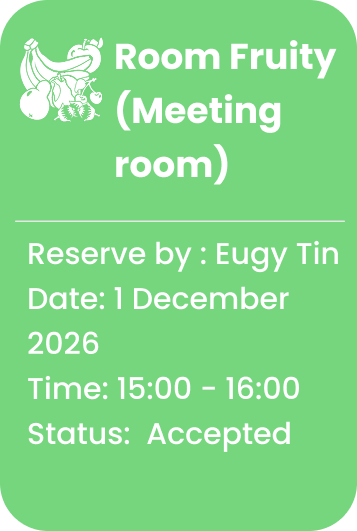 Room Fruity
(Meeting
room)
Reserve by : Eugy Tin
Date: 1 December
2026
Time: 15:00 - 16:00
Status:  Accepted